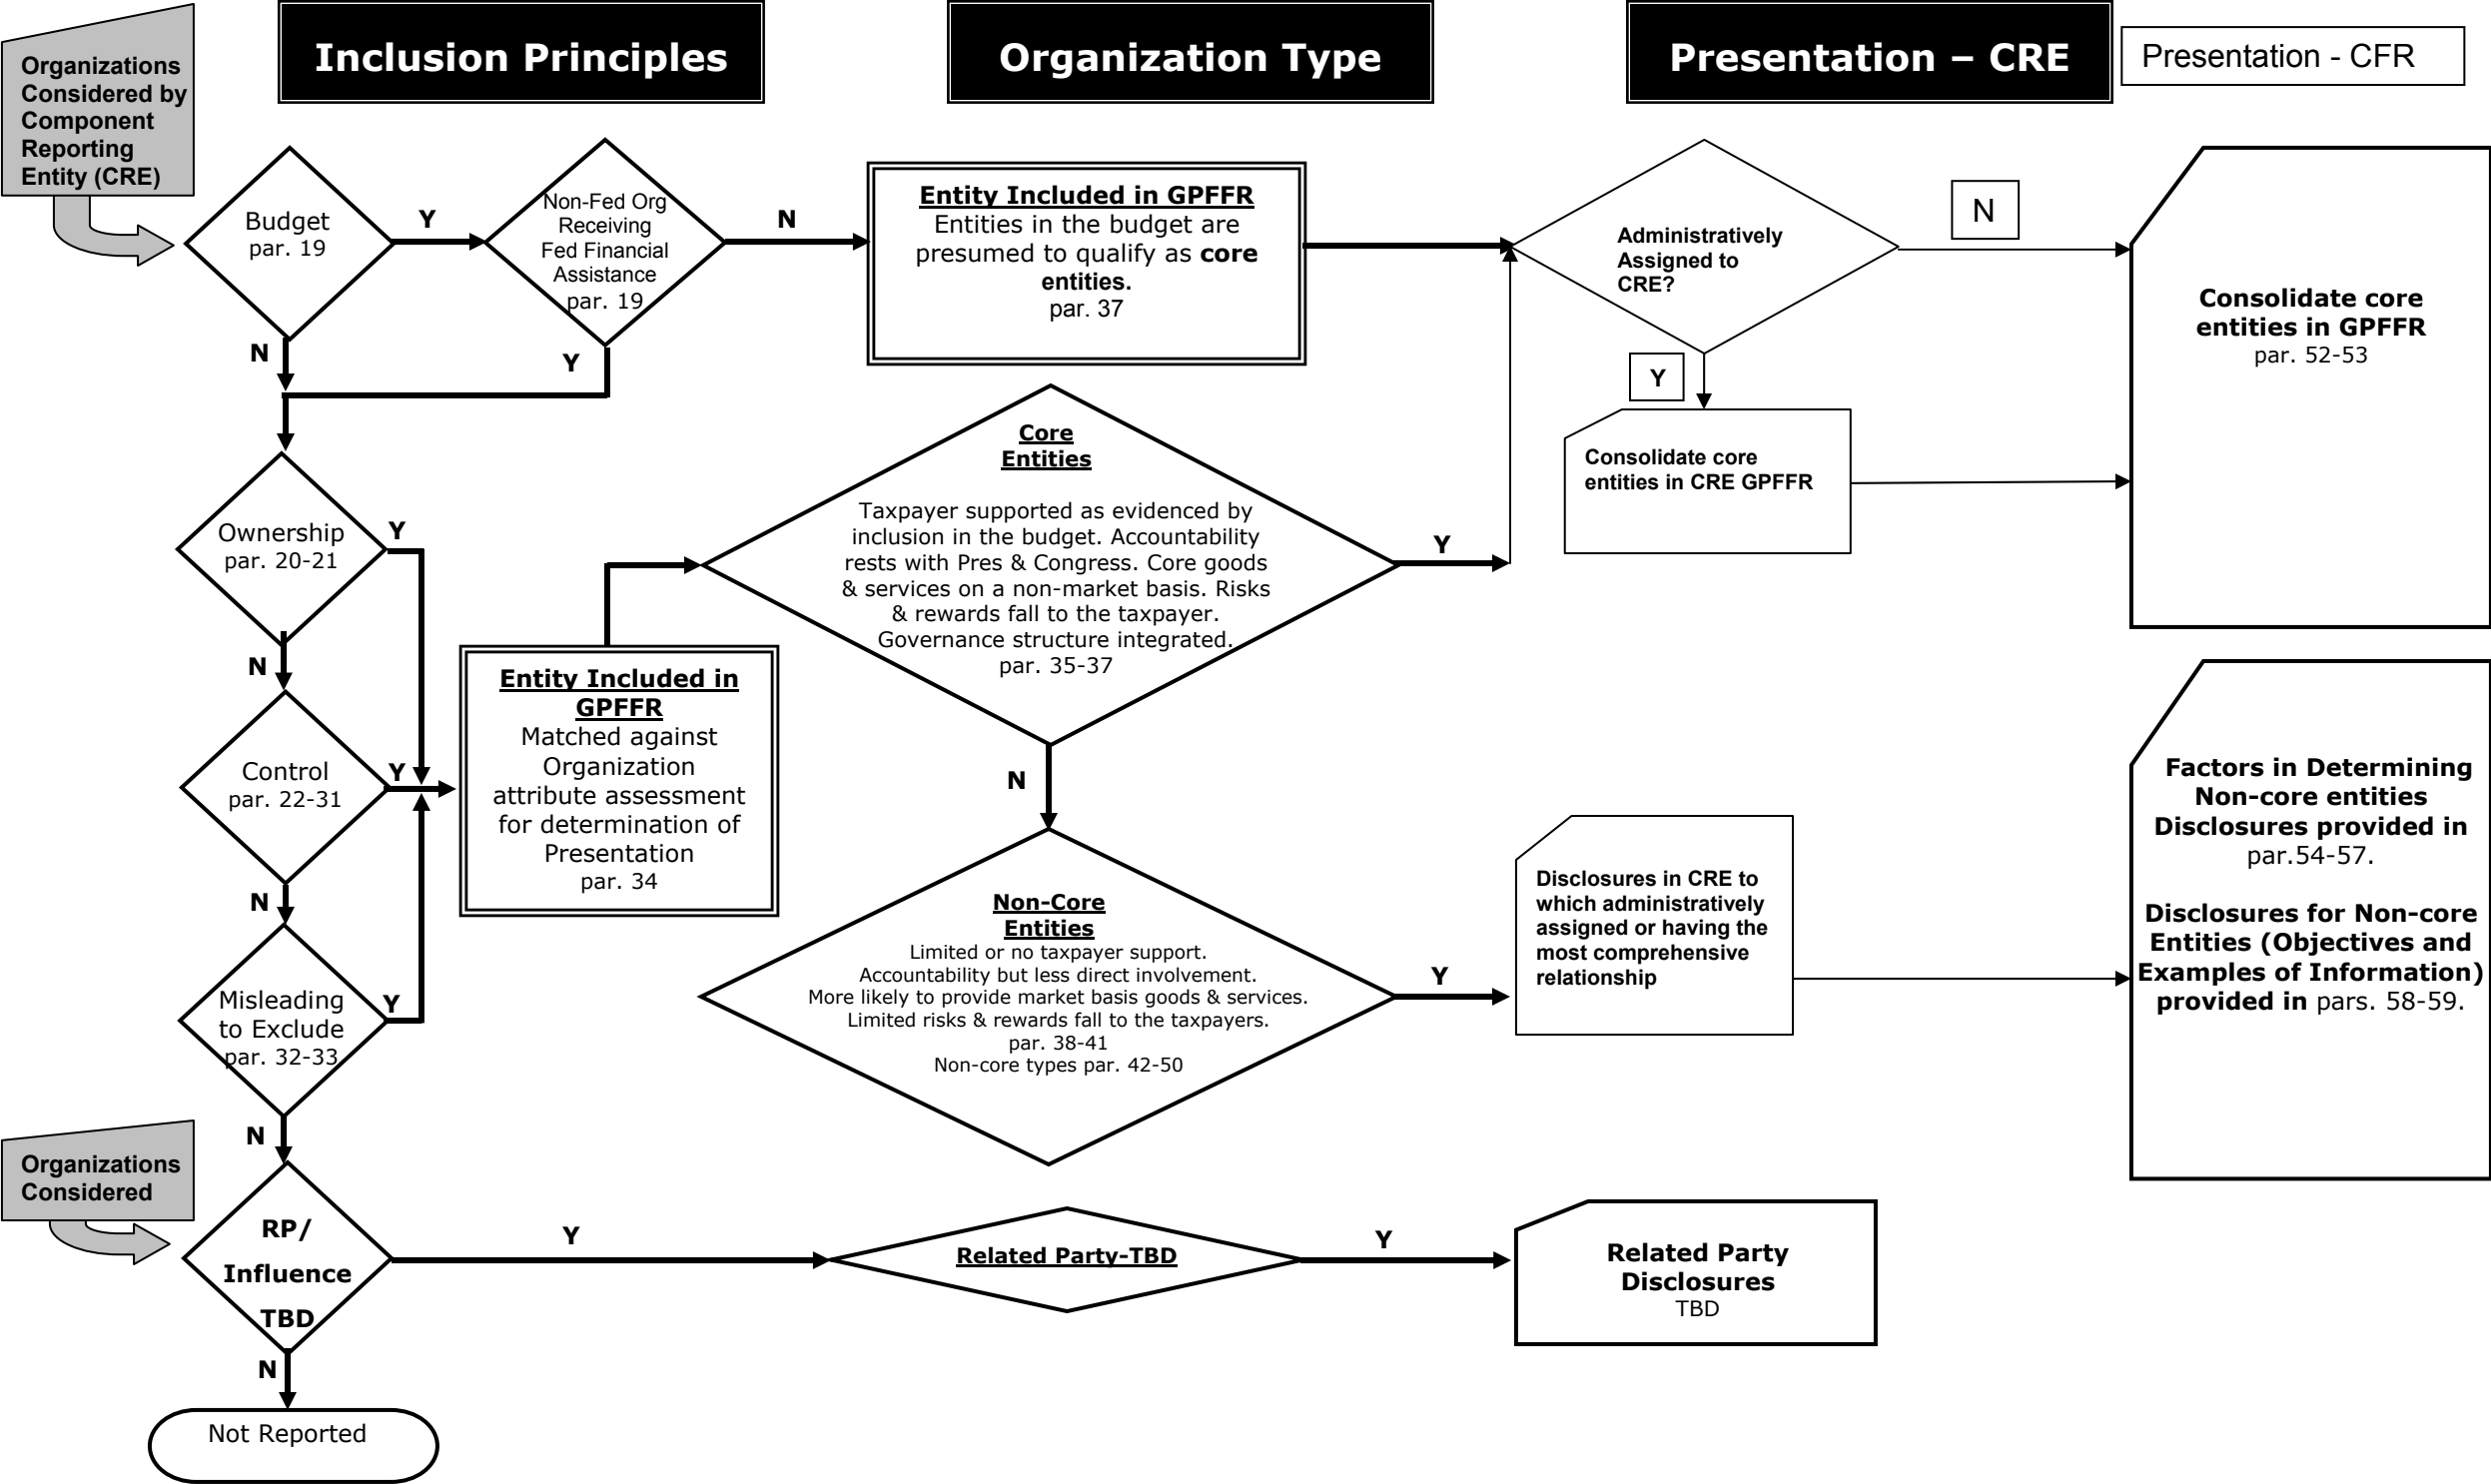 Inclusion Principles
Organization Type
Presentation – CRE
Presentation - CFR
Organizations
Considered by
Component
Reporting
Entity (CRE)
Budget
par. 19
Y
N
Non-Fed Org
Receiving
Fed Financial
Assistance
par. 19
N
Y
Entity Included in GPFFR
Entities in the budget are
presumed to qualify as core
entities.
par. 37
Administratively
Assigned to
CRE?
N
Y
Consolidate core
entities in CRE GPFFR
Consolidate core
entities in GPFFR
par. 52-53
Ownership
par. 20-21
Y
N
Control
par. 22-31
Y
N
Misleading
to Exclude
par. 32-33
Y
N
Entity Included in
GPFFR
Matched against
Organization
attribute assessment
for determination of
Presentation
par. 34
Core
Entities
Taxpayer supported as evidenced by
inclusion in the budget. Accountability
rests with Pres & Congress. Core goods
& services on a non-market basis. Risks
& rewards fall to the taxpayer.
Governance structure integrated.
par. 35-37
Y
N
Non-Core
Entities
Limited or no taxpayer support.
Accountability but less direct involvement.
More likely to provide market basis goods & services.
Limited risks & rewards fall to the taxpayers.
par. 38-41
Non-core types par. 42-50
Y
Disclosures in CRE to
which administratively
assigned or having the
most comprehensive
relationship
Factors in Determining
Non-core entities
Disclosures provided in
par.54-57.
Disclosures for Non-core
Entities (Objectives and
Examples of Information)
provided in pars. 58-59.
Organizations
Considered
RP/
Influence
TBD
Y
N
Related Party-TBD
Y
Related Party
Disclosures
TBD
Not Reported